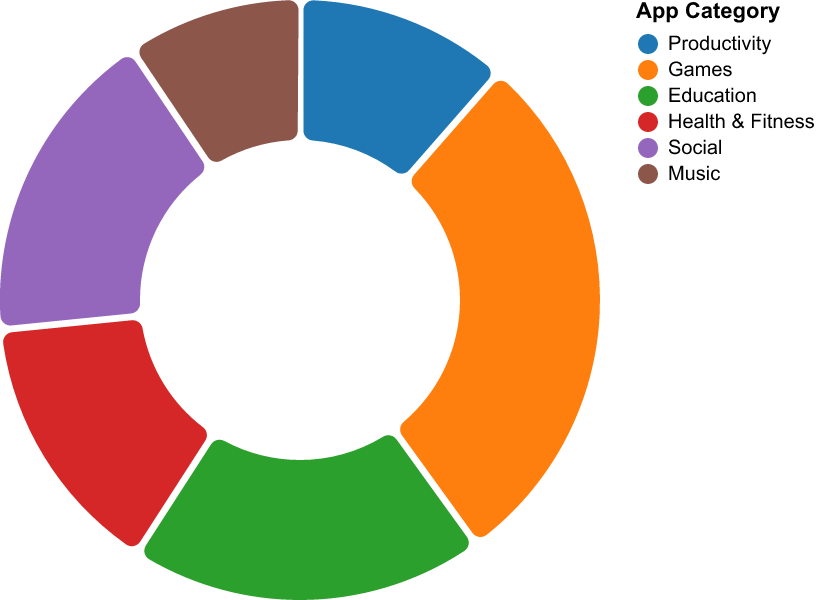 App Category
Productivity
Games
Education
Health & Fitness
Social
Music